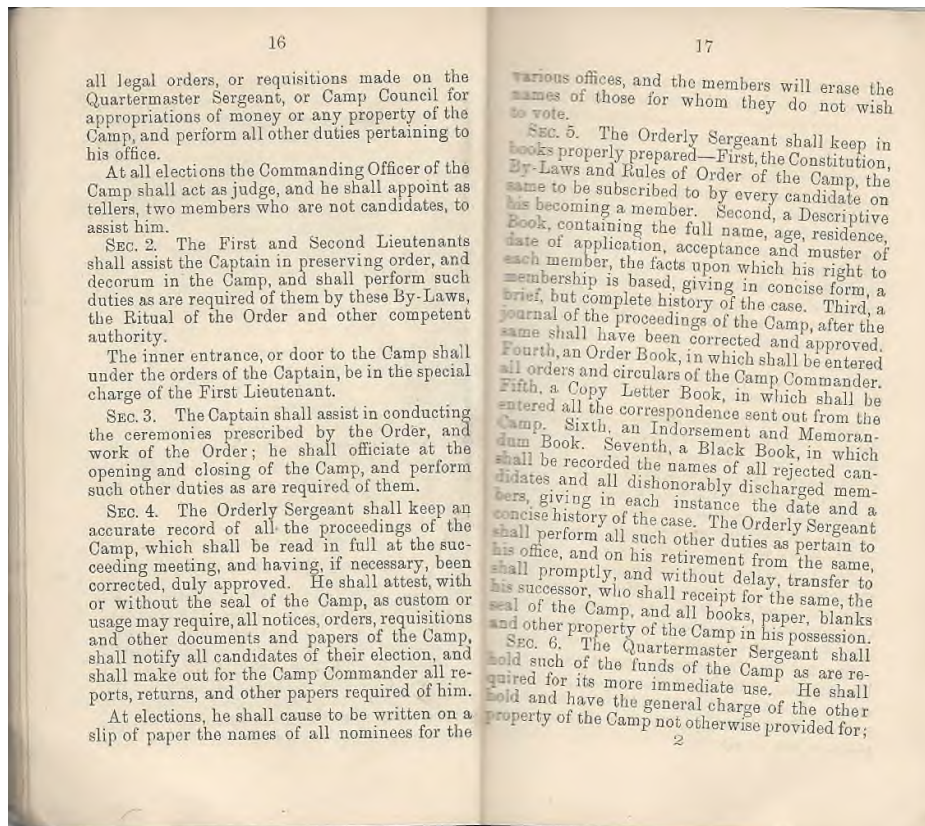 16
all legal orders, or requisitions made on the
Quartermaster Sergeant, or Camp Council for
appropriations of money or any property of the
Camp, and perform all other duties pertaining to
his office.
At all elections the Commanding Officer of the
Camp shall act as judge, and he shall appoint as
tellers, two members who are not candidates, to
assist him.
SEC. 2. The First and Second Lieutenants
shall assist the Captain in preserving order, and
decorum in the Camp, and shall perform such
duties as are required of them by these By-Laws,
the Ritual of the Order and other competent
authority.
The inner entrance, or door to the Camp shall
under the orders of the Captain, be in the special
charge of the First Lieutenant.
SEC. 3. The Captain shall assist in conducting
the ceremonies prescribed by the Order, and
work of the Order; he shall officiate at the
opening and closing of the Camp, and perform
such other duties as are required of them.
SEC. 4. The Orderly Sergeant shall keep an
accurate record of all the proceedings of the
Camp, which shall be read in full at the suc-
ceeding meeting, and having, if necessary, been
corrected, duly approved. He shall attest, with
or without the seal of the Camp, as custom or
usage may require, all notices, orders, requisitions
and other documents and papers of the Camp,
shall notify all candidates of their election, and
shall make out for the Camp Commander all re-
ports, returns, and other papers required of him.
At elections, he shall cause to be written on a
slip of paper the names of all nominees for the
17
various offices, and the members will erase the
names of those for whom they do not wish
to vote.
SEC. 5. The Orderly Sergeant shall keep in
books properly prepared—First, the Constitution,
By-Laws and Rules of Order of the Camp, the
same to be subscribed to by every candidate on
his becoming a member. Second, a Descriptive
Book, containing the full name, age, residence,
date of application, acceptance and muster of
each member, the facts upon which his right to
membership is based, giving in concise form, a
brief, but complete history of the case. Third, a
journal of the proceedings of the Camp, after the
same shall have been corrected and approved.
Fourth, an Order Book, in which shall be entered
all orders and circulars of the Camp Commander.
Fifth, a Copy Letter Book, in which shall be
entered all the correspondence sent out from the
Camp. Sixth, an Indorsement and Memoran-
dum Book. Seventh, a Black Book, in which
shall be recorded the names of all rejected can-
didates and all dishonorably discharged mem-
bers, giving in each instance the date and a
concise history of the case. The Orderly Sergeant
shall perform all such other duties as pertain to
his office, and on his retirement from the same,
shall promptly, and without delay, transfer to
his successor, who shall receipt for the same, the
seal of the Camp, and all books, paper, blanks
and other property of the Camp in his possession.
SEC. 6. The Quartermaster Sergeant shall
hold such of the funds of the Camp as are re-
quired for its more immediate use. He shall
hold and have the general charge of the other
property of the Camp not otherwise provided for;
2